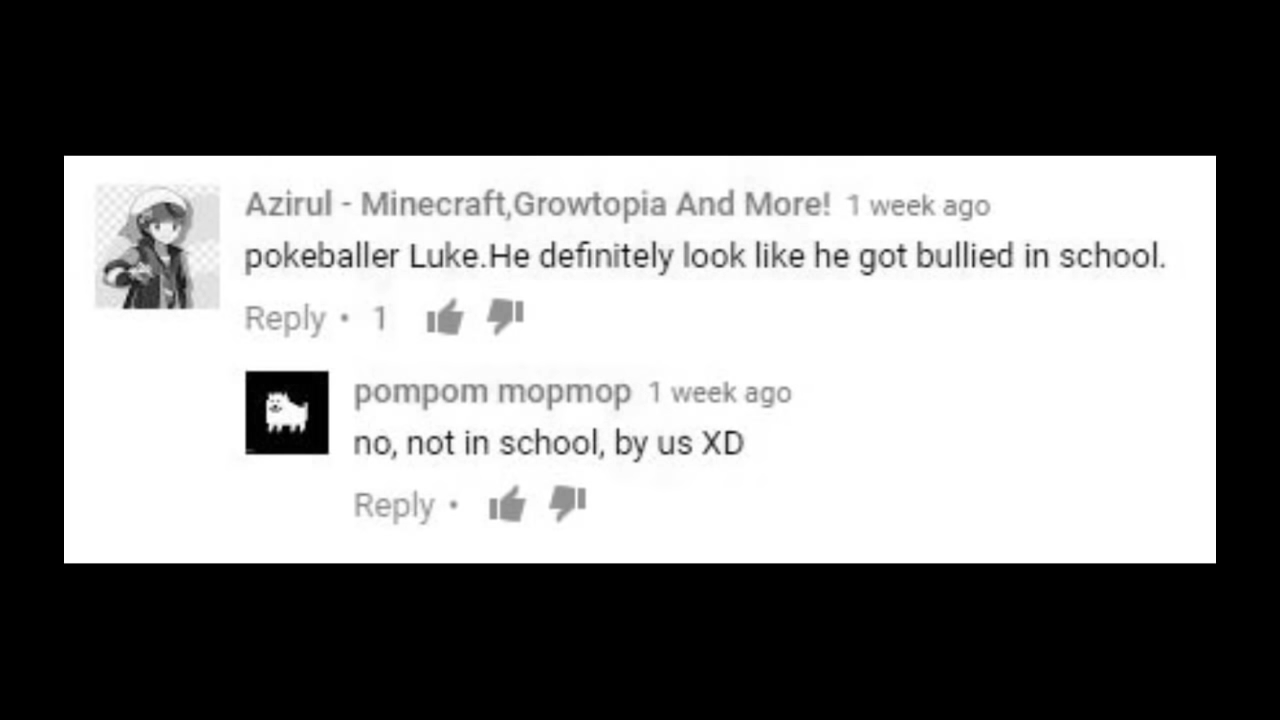 Azirul - Minecraft,Growtopia And More! 1 week ago
pokeballer Luke.He definitely look like he got bullied in school.
Reply • 1
pompom mopmop 1 week ago
no, not in school, by us XD
Reply •